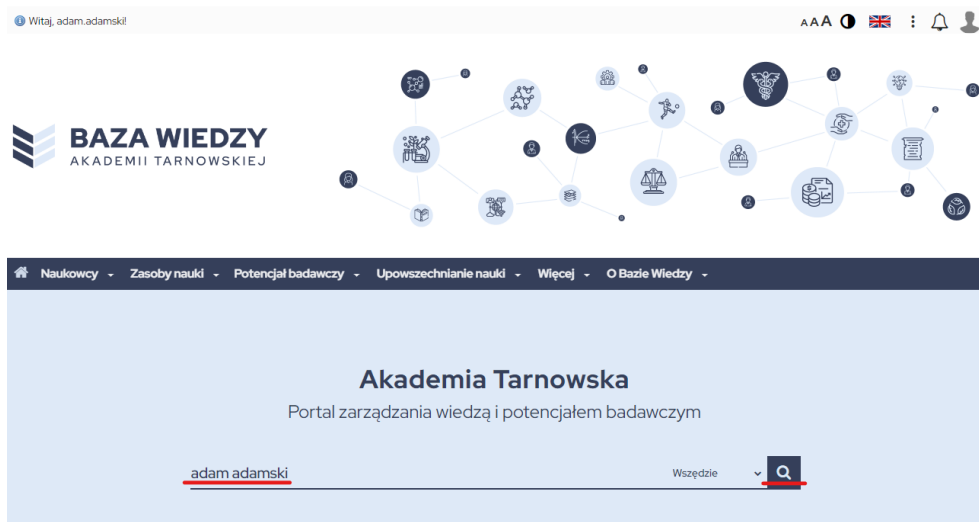 Witaj, adam.adamski!
A A A
BAZA WIEDZY
AKADEMII TARNOWSKIEJ
Naukowcy Zasoby nauki Potencjał badawczy Upowszechnianie nauki Więcej O Bazie Wiedzy
Akademia Tarnowska
Portal zarządzania wiedzą i potencjałem badawczym
adam adamski Wszędzie